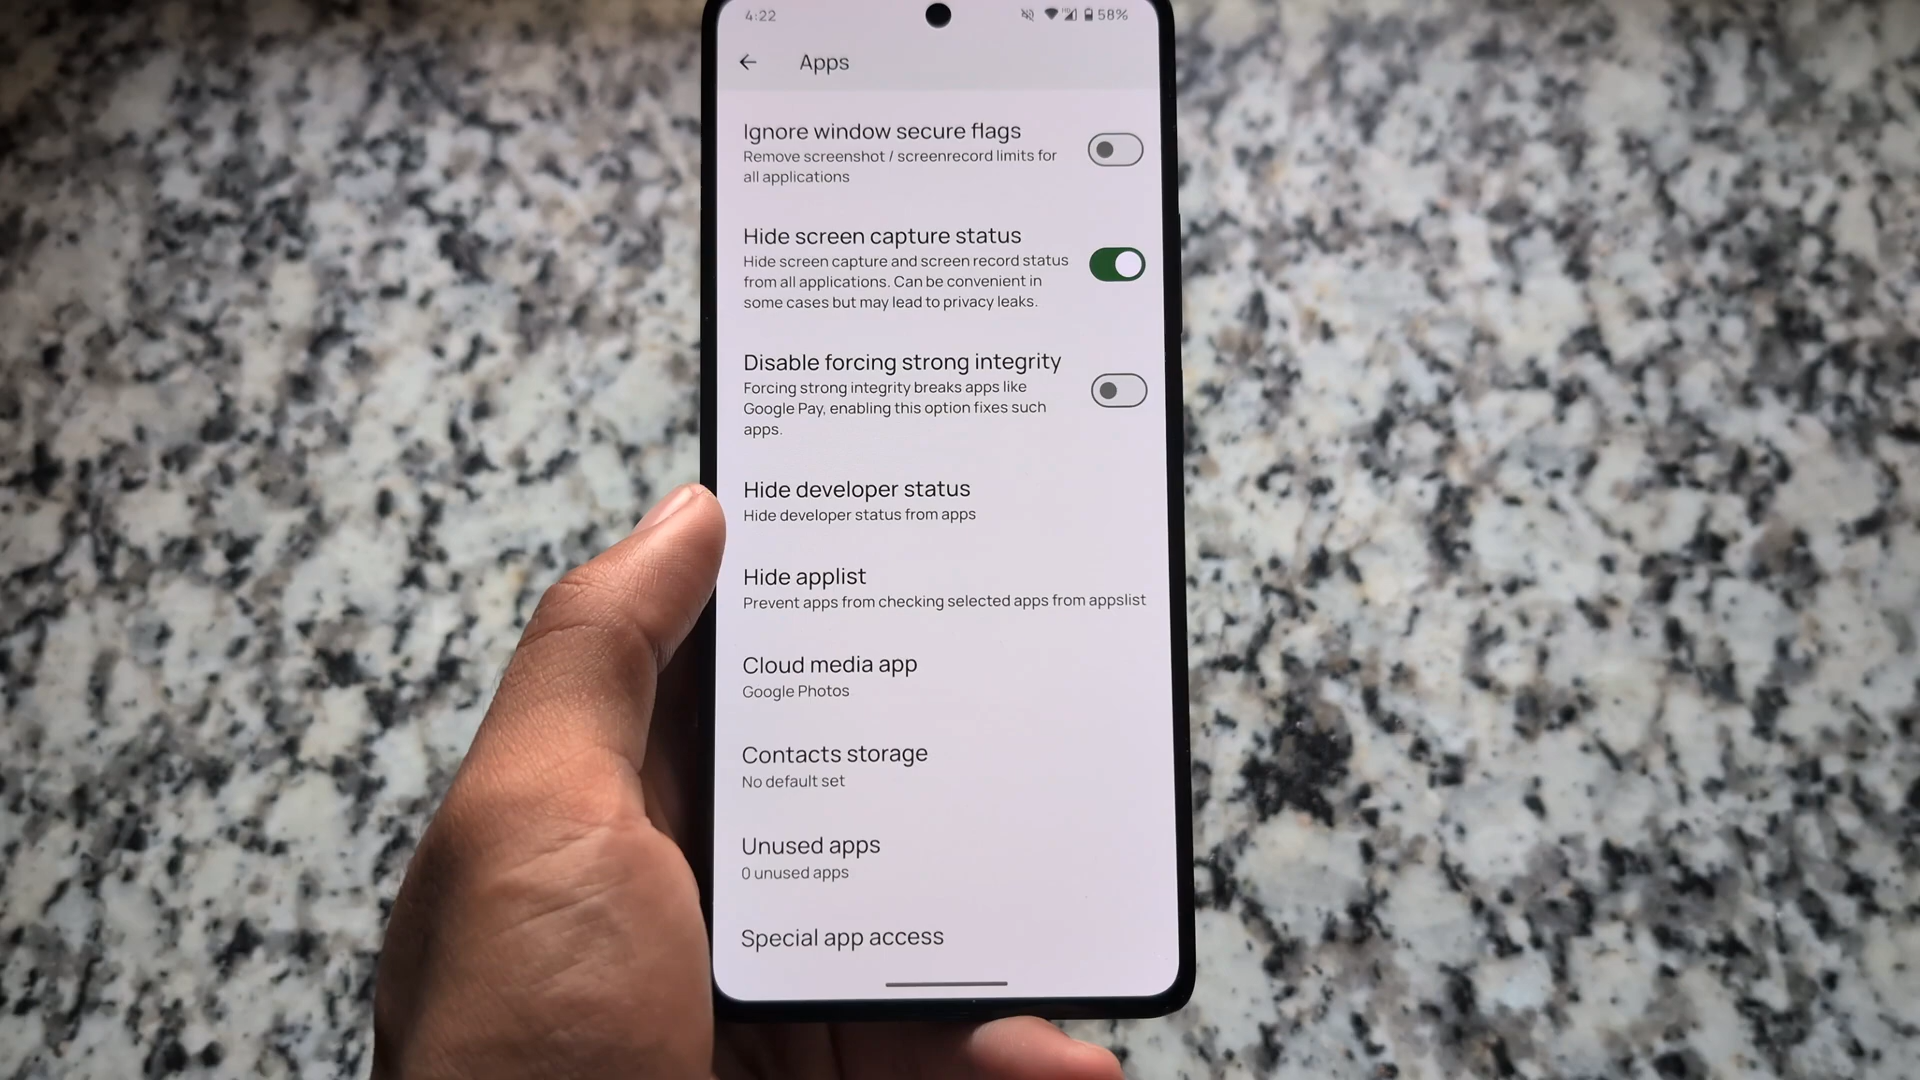 4:22
58%
Apps
Ignore window secure flags
Remove screenshot / screenrecord limits for
all applications
Hide screen capture status
Hide screen capture and screen record status
from all applications. Can be convenient in
some cases but may lead to privacy leaks.
Disable forcing strong integrity
Forcing strong integrity breaks apps like
Google Pay, enabling this option fixes such
apps.
Hide developer status
Hide developer status from apps
Hide applist
Prevent apps from checking selected apps from appslist
Cloud media app
Google Photos
Contacts storage
No default set
Unused apps
0 unused apps
Special app access